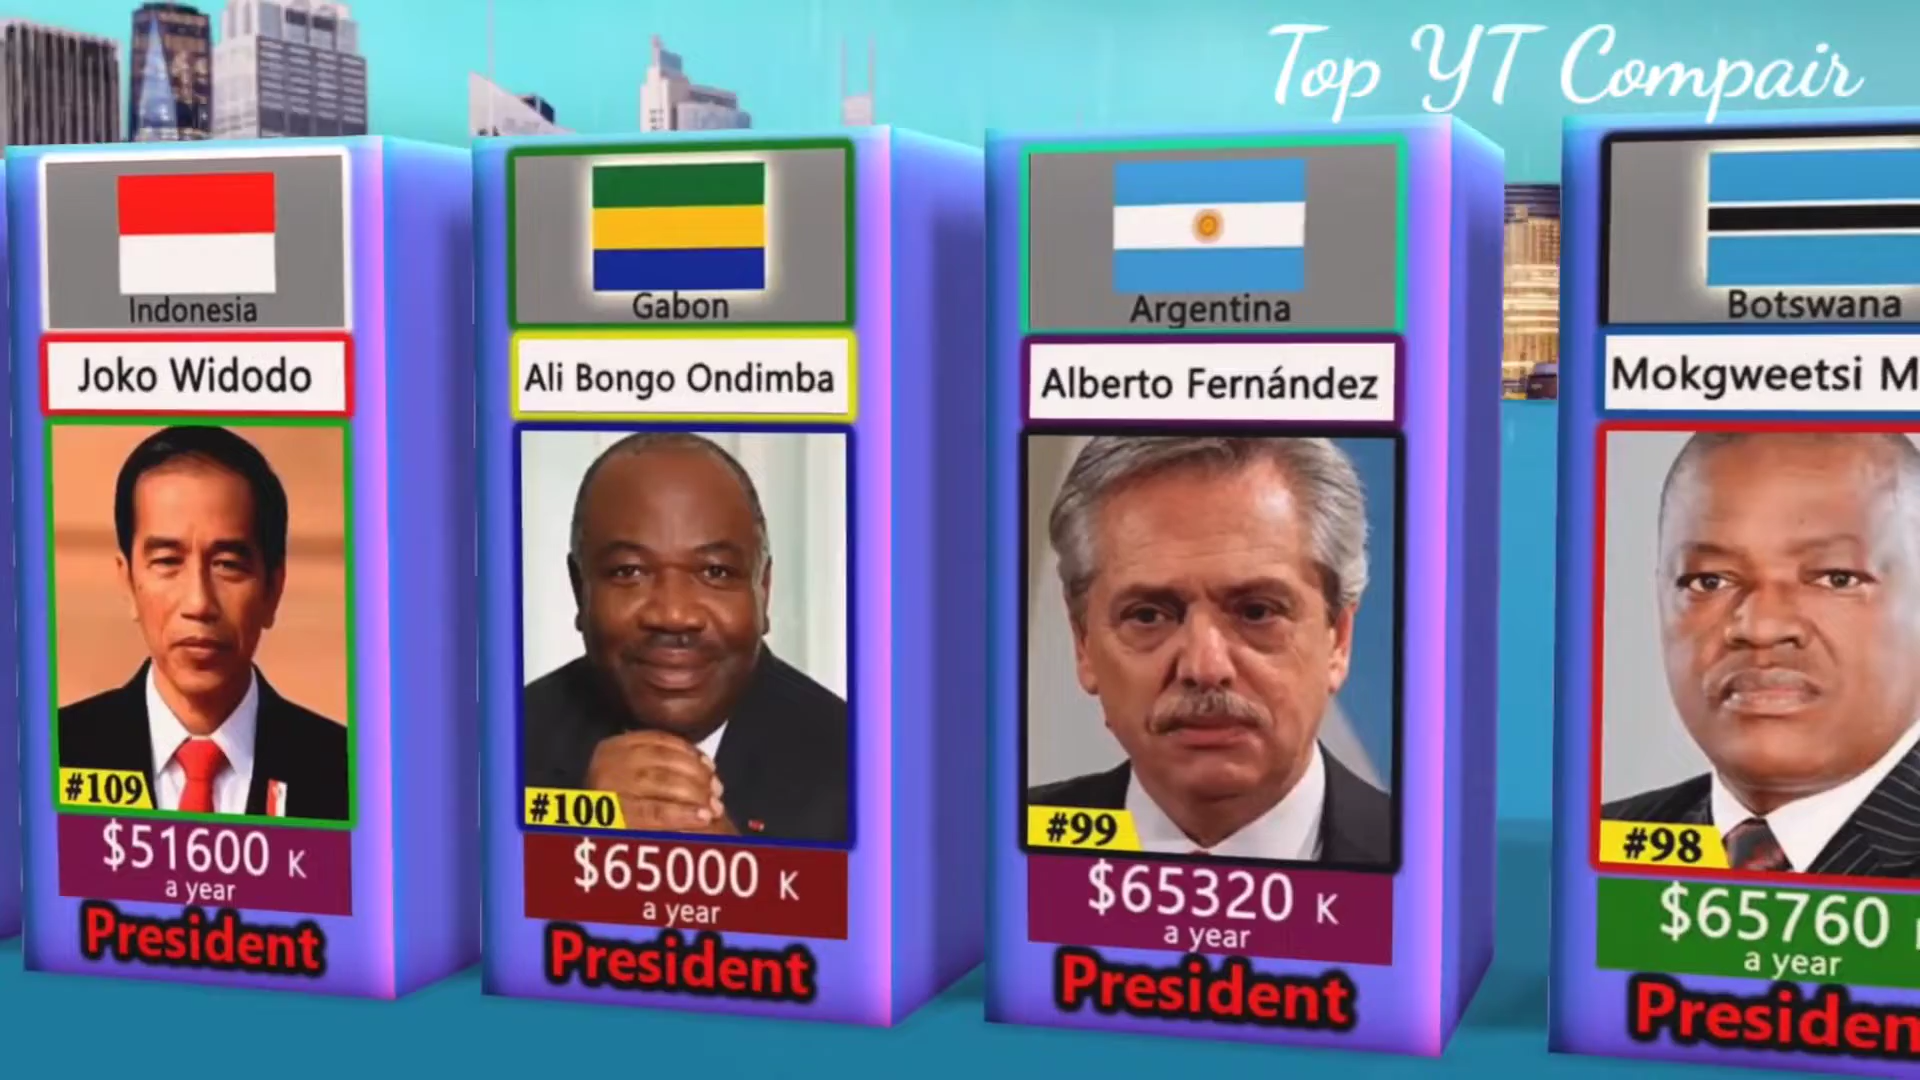 Top YT Compair
Indonesia
Joko Widodo
#109
$51600 K
a year
President
Gabon
Ali Bongo Ondimba
#100
$65000 K
a year
President
Argentina
Alberto Fernández
#99
$65320 K
a year
President
Botswana
Mokgweetsi M
#98
$65760
a year
Presiden